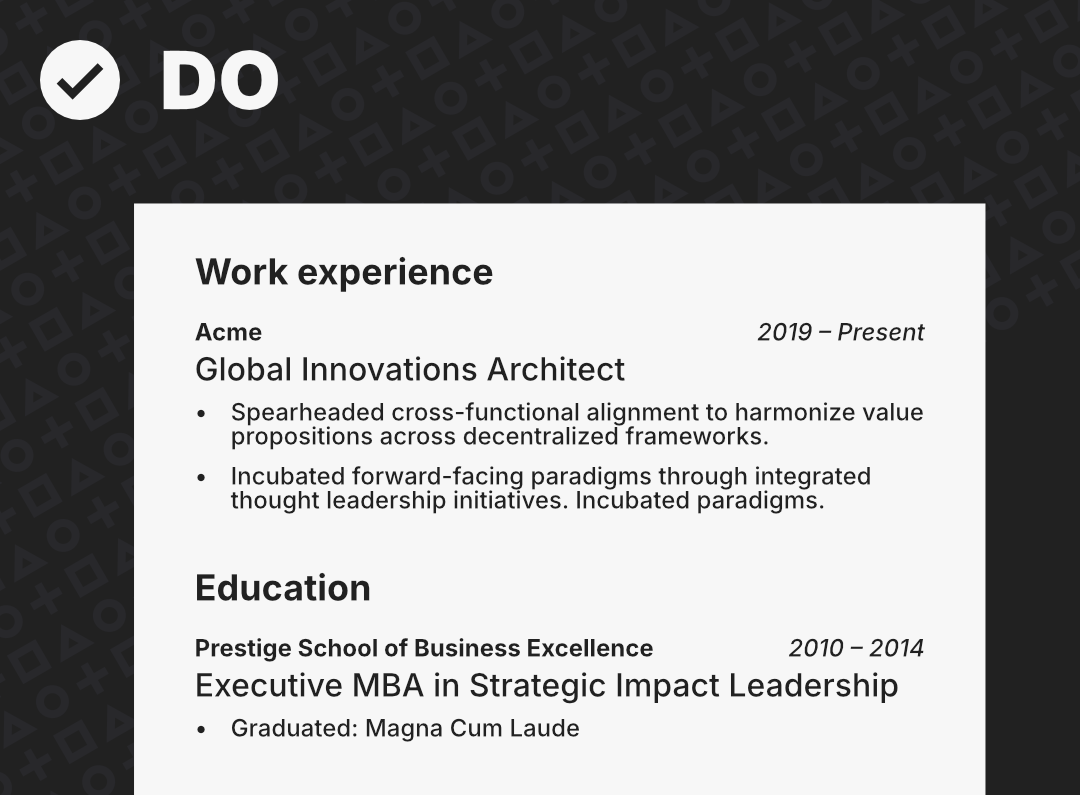 DO
Work experience
Acme 2019 – Present
Global Innovations Architect
• Spearheaded cross-functional alignment to harmonize value
propositions across decentralized frameworks.
• Incubated forward-facing paradigms through integrated
thought leadership initiatives. Incubated paradigms.
Education
Prestige School of Business Excellence 2010 – 2014
Executive MBA in Strategic Impact Leadership
• Graduated: Magna Cum Laude